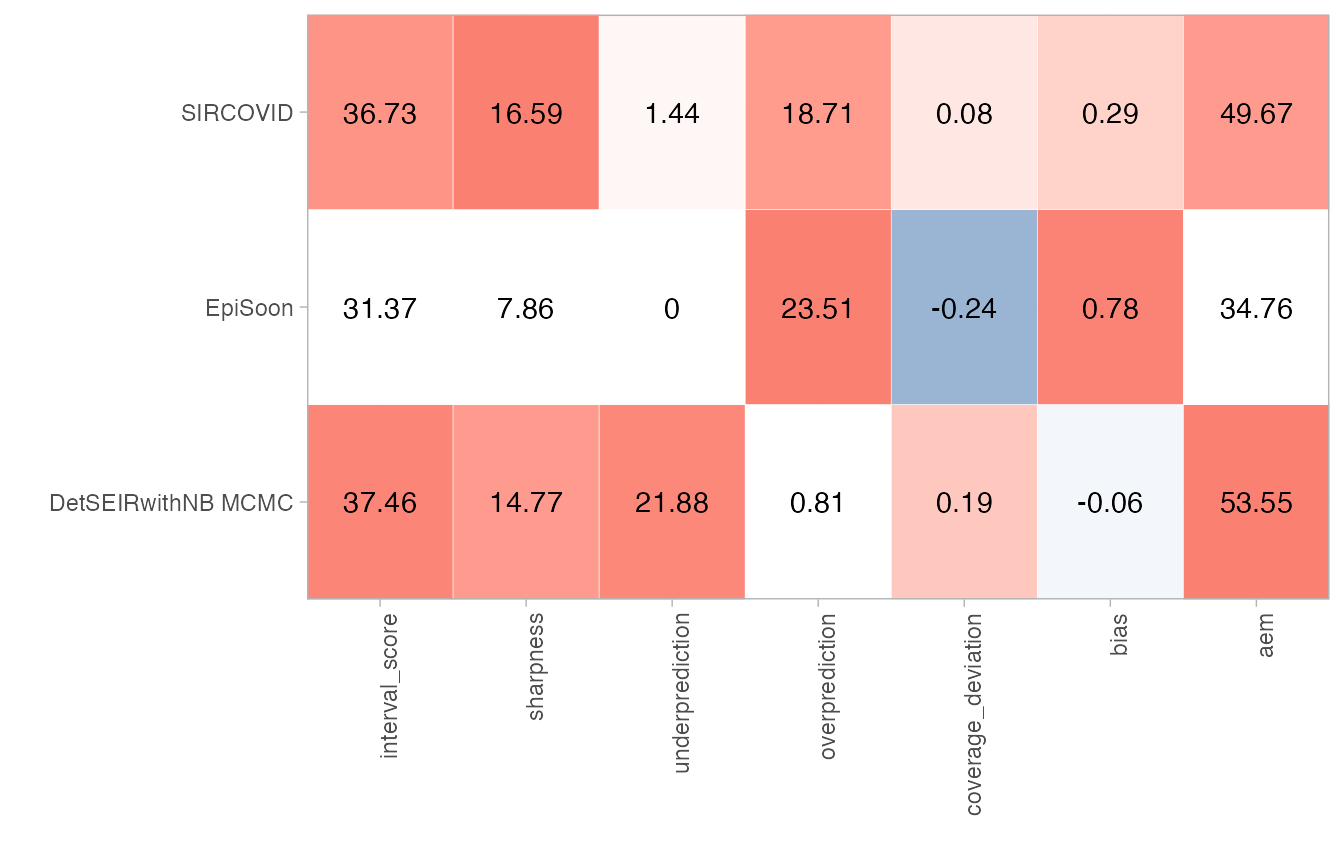 SIRCOVID 36.73 16.59 1.44 18.71 0.08 0.29 49.67
EpiSoon 31.37 7.86 0 23.51 -0.24 0.78 34.76
DetSEIRwithNB MCMC 37.46 14.77 21.88 0.81 0.19 -0.06 53.55
interval_score
sharpness
underprediction
overprediction
coverage_deviation
bias
aem